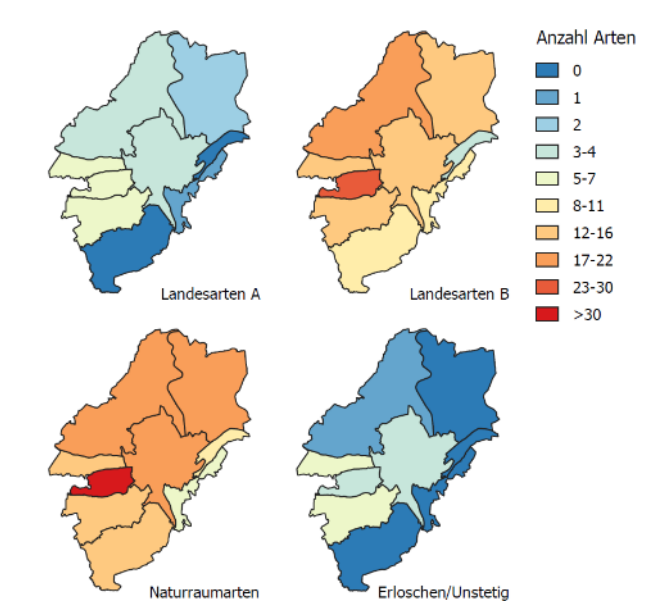 Anzahl Arten
0
1
2
3-4
5-7
8-11
12-16
17-22
23-30
>30
Landesarten A
Landesarten B
Naturraumarten
Erloschen/Unstetig